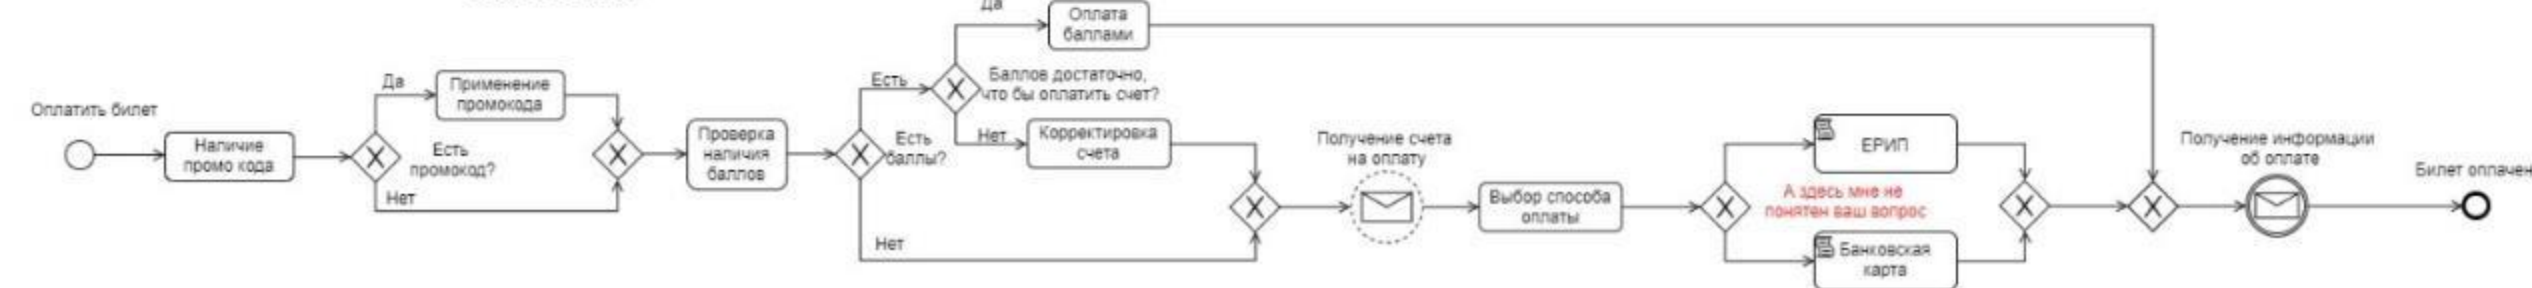 Оплатить билет
Наличие
промо кода
Да
Применение
промокода
Есть
промокод?
Нет
Проверка
наличия
баллов
Есть
Есть
баллы?
Нет
Да
Оплата
баллами
Баллов достаточно,
что бы оплатить счет?
Нет
Корректировка
счета
Получение счета
на оплату
Выбор способа
оплаты
ЕРИП
А здесь мне не
понятен ваш вопрос
Банковская
карта
Получение информации
об оплате
Билет оплачен